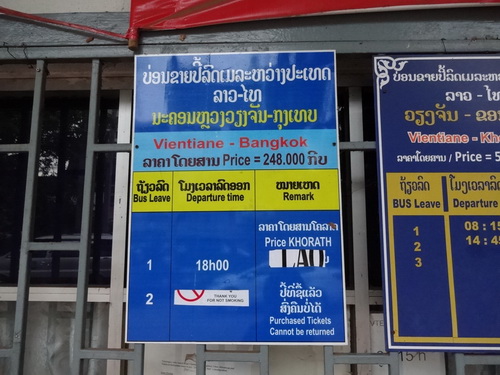 ບ່ອນຂາຍປີ້ລົດເມລະຫວ່າງປະເທດ
ລາວ-ໄທ
ນະຄອນຫຼວງວຽງຈັນ-ກຸງເທບ
Vientiane - Bangkok
ລາຄາໂດຍສານ Price = 248.000 ກີບ
ຖ້ຽວລົດ ໂມງເວລາລົດອອກ ໝາຍເຫດ
Bus Leave Departure time Remark
ລາຄາໂດຍສານໂຄລາດ
Price KHORATH
1 18h00
2 THANK YOU
FOR NOT SMOKING
ປີ້ທີ່ຊື້ແລ້ວ
ສົ່ງຄືນບໍ່ໄດ້
Purchased Tickets
Cannot be returned
ບ່ອນຂາຍປີ້ລົດເມລະຫ
ລາວ - ໄທ
ວຽງຈັນ - ຂອນ
Vientiane - Kh
ລາຄາໂດຍສານ / Price = 5
ຖ້ຽວລົດ ໂມງເວລາລົດ
Bus Leave Departure
1 08 : 15
2 14 : 45
3